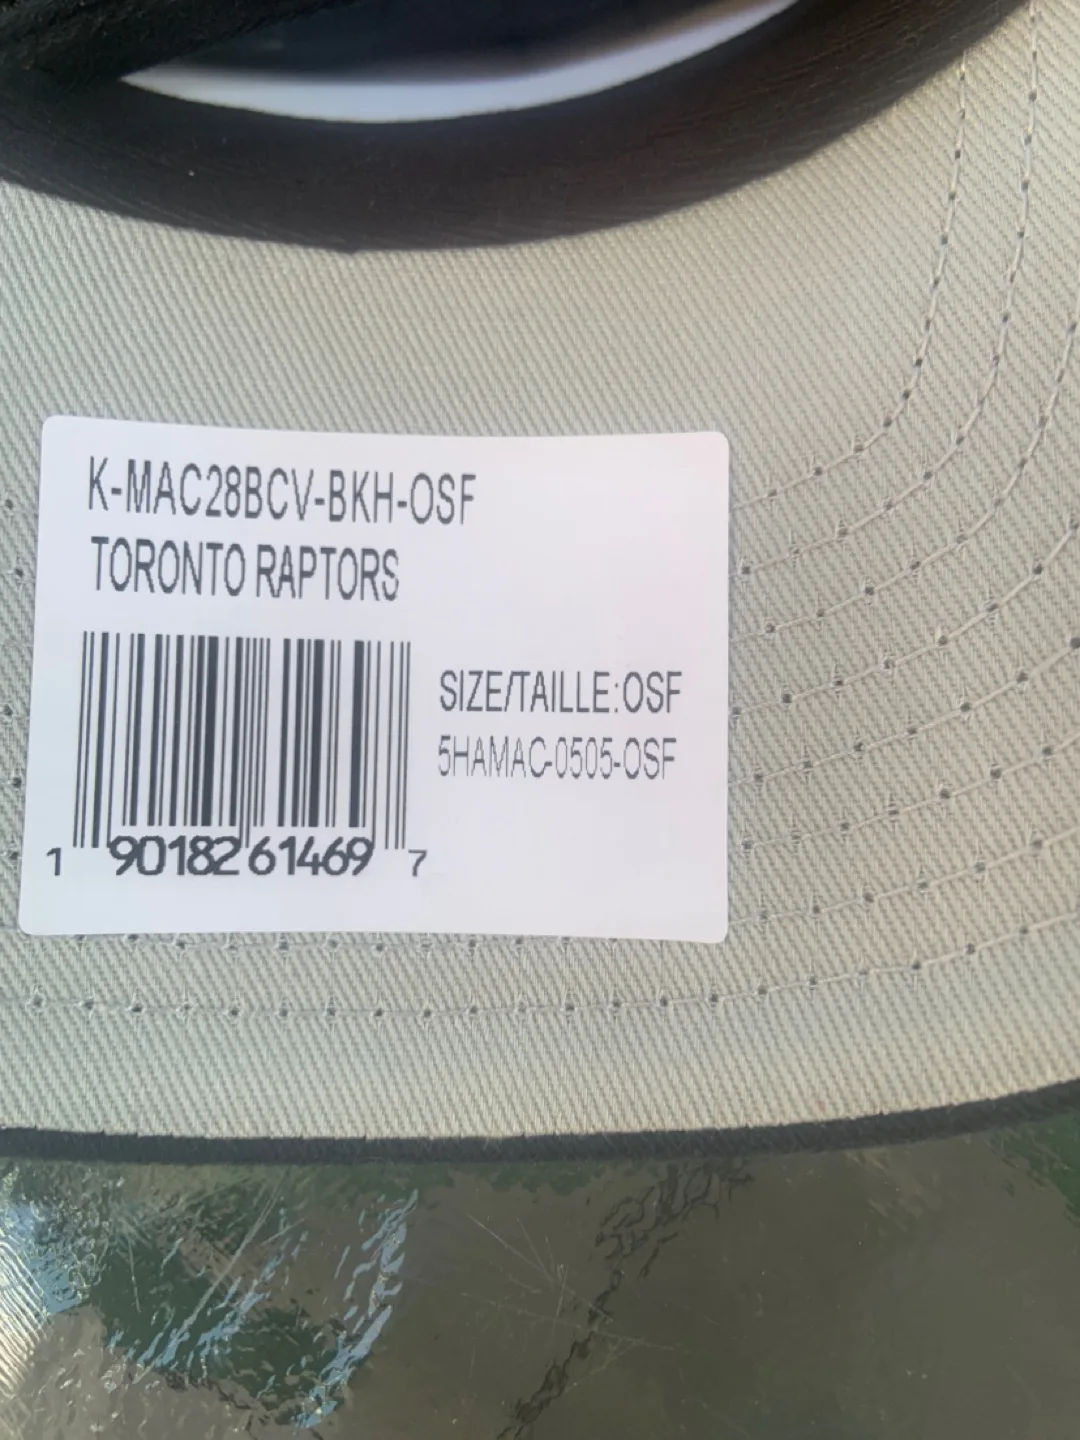 K-MAC28BCV-BKH-OSF
TORONTO RAPTORS
SIZE/TAILLE:OSF
5HAMAC-0505-OSF
1 90182 61469 7